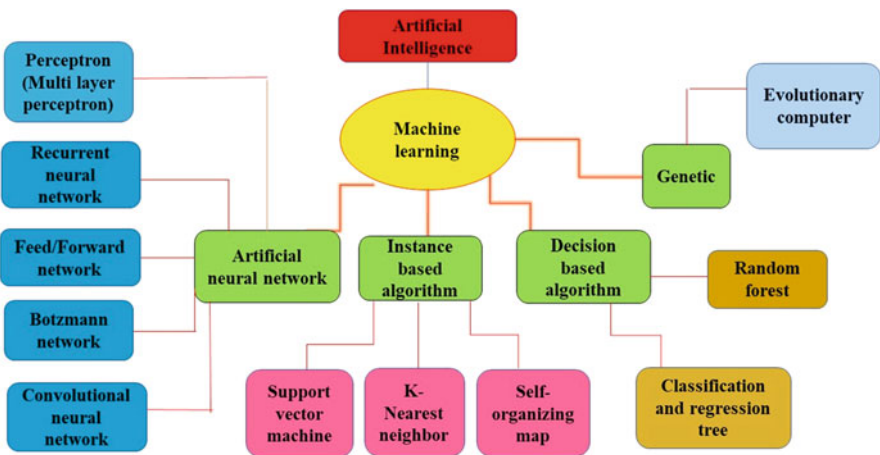 Artificial
Intelligence
Perceptron
(Multi layer
perceptron)
Machine
learning
Evolutionary
computer
Recurrent
neural
network
Genetic
Feed/Forward
network
Artificial
neural network
Instance
based
algorithm
Decision
based
algorithm
Random
forest
Botzmann
network
Convolutional
neural
network
Support
vector
machine
K-
Nearest
neighbor
Self-
organizing
map
Classification
and regression
tree